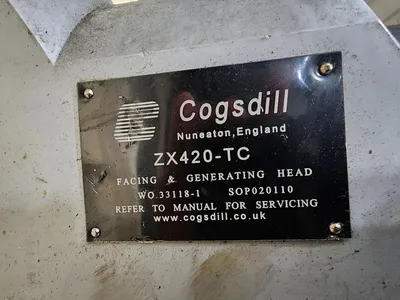 Cogsdill
Nuneaton, England
ZX420-TC
FACING & GENERATING HEAD
WO.33118-1 SOP020110
REFER TO MANUAL FOR SERVICING
www.cogsdill.co.uk